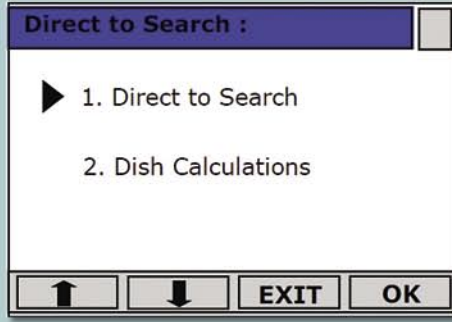 Direct to Search :
1. Direct to Search
2. Dish Calculations
EXIT OK